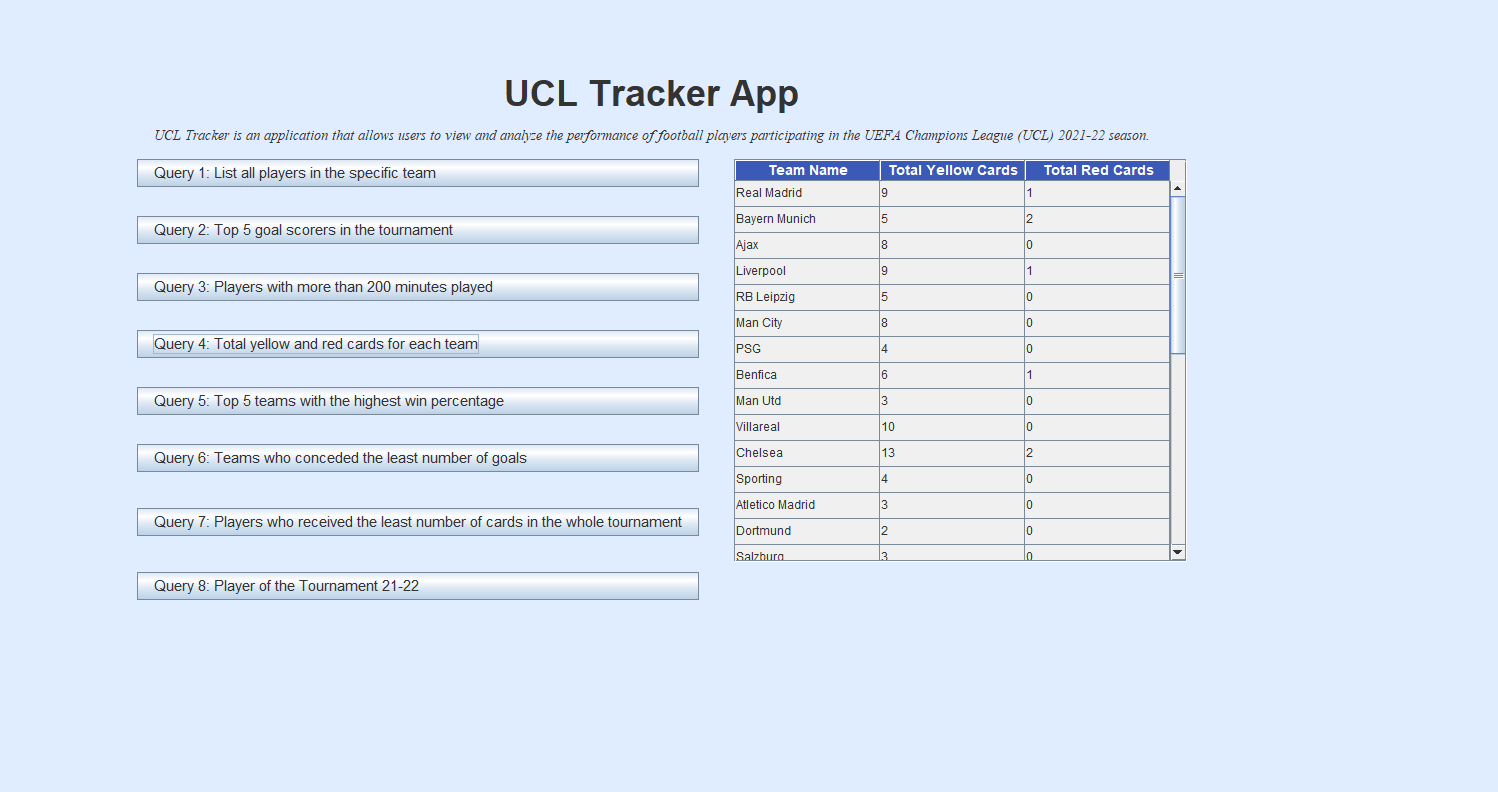 UCL Tracker App
UCL Tracker is an application that allows users to view and analyze the performance of football players participating in the UEFA Champions League (UCL) 2021-22 season.
Query 1: List all players in the specific team
Query 2: Top 5 goal scorers in the tournament
Query 3: Players with more than 200 minutes played
Query 4: Total yellow and red cards for each team
Query 5: Top 5 teams with the highest win percentage
Query 6: Teams who conceded the least number of goals
Query 7: Players who received the least number of cards in the whole tournament
Query 8: Player of the Tournament 21-22
Team Name Total Yellow Cards Total Red Cards
Real Madrid 9 1
Bayern Munich 5 2
Ajax 8 0
Liverpool 9 1
RB Leipzig 5 0
Man City 8 0
PSG 4 0
Benfica 6 1
Man Utd 3 0
Villareal 10 0
Chelsea 13 2
Sporting 4 0
Atletico Madrid 3 0
Dortmund 2 0
Salzburg 3 0